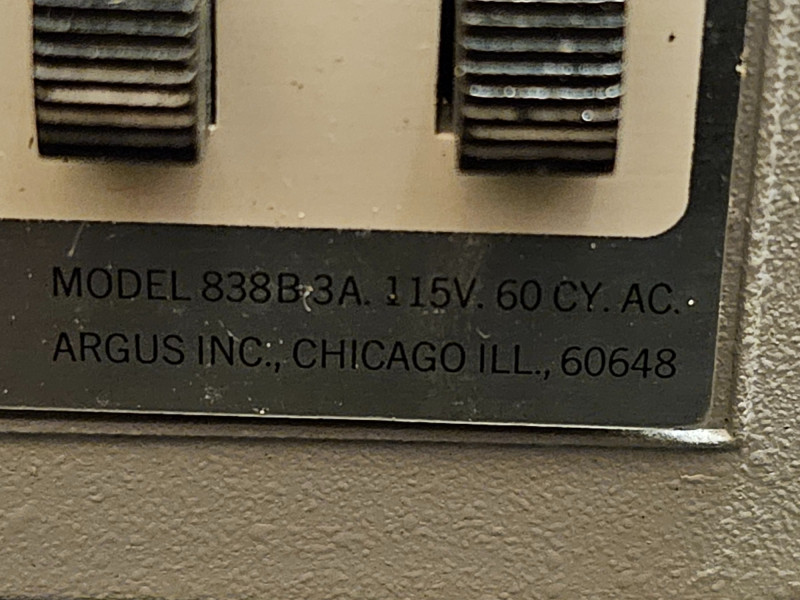 MODEL 838B 3A. 115V. 60 CY. AC.
ARGUS INC., CHICAGO ILL., 60648